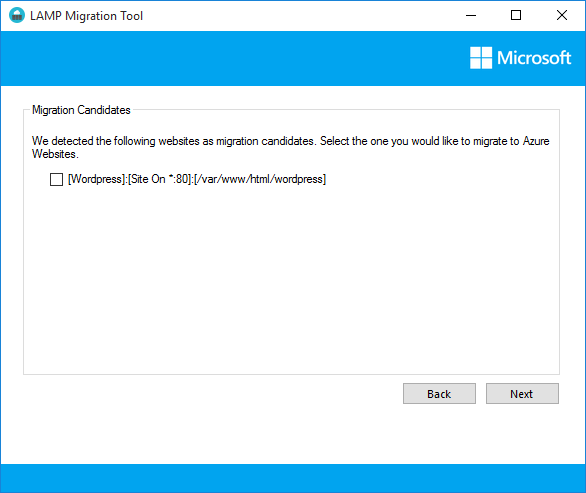 LAMP Migration Tool
Microsoft
Migration Candidates
We detected the following websites as migration candidates. Select the one you would like to migrate to Azure
Websites.
[Wordpress]:[Site On *:80]:[/var/www/html/wordpress]
Back
Next